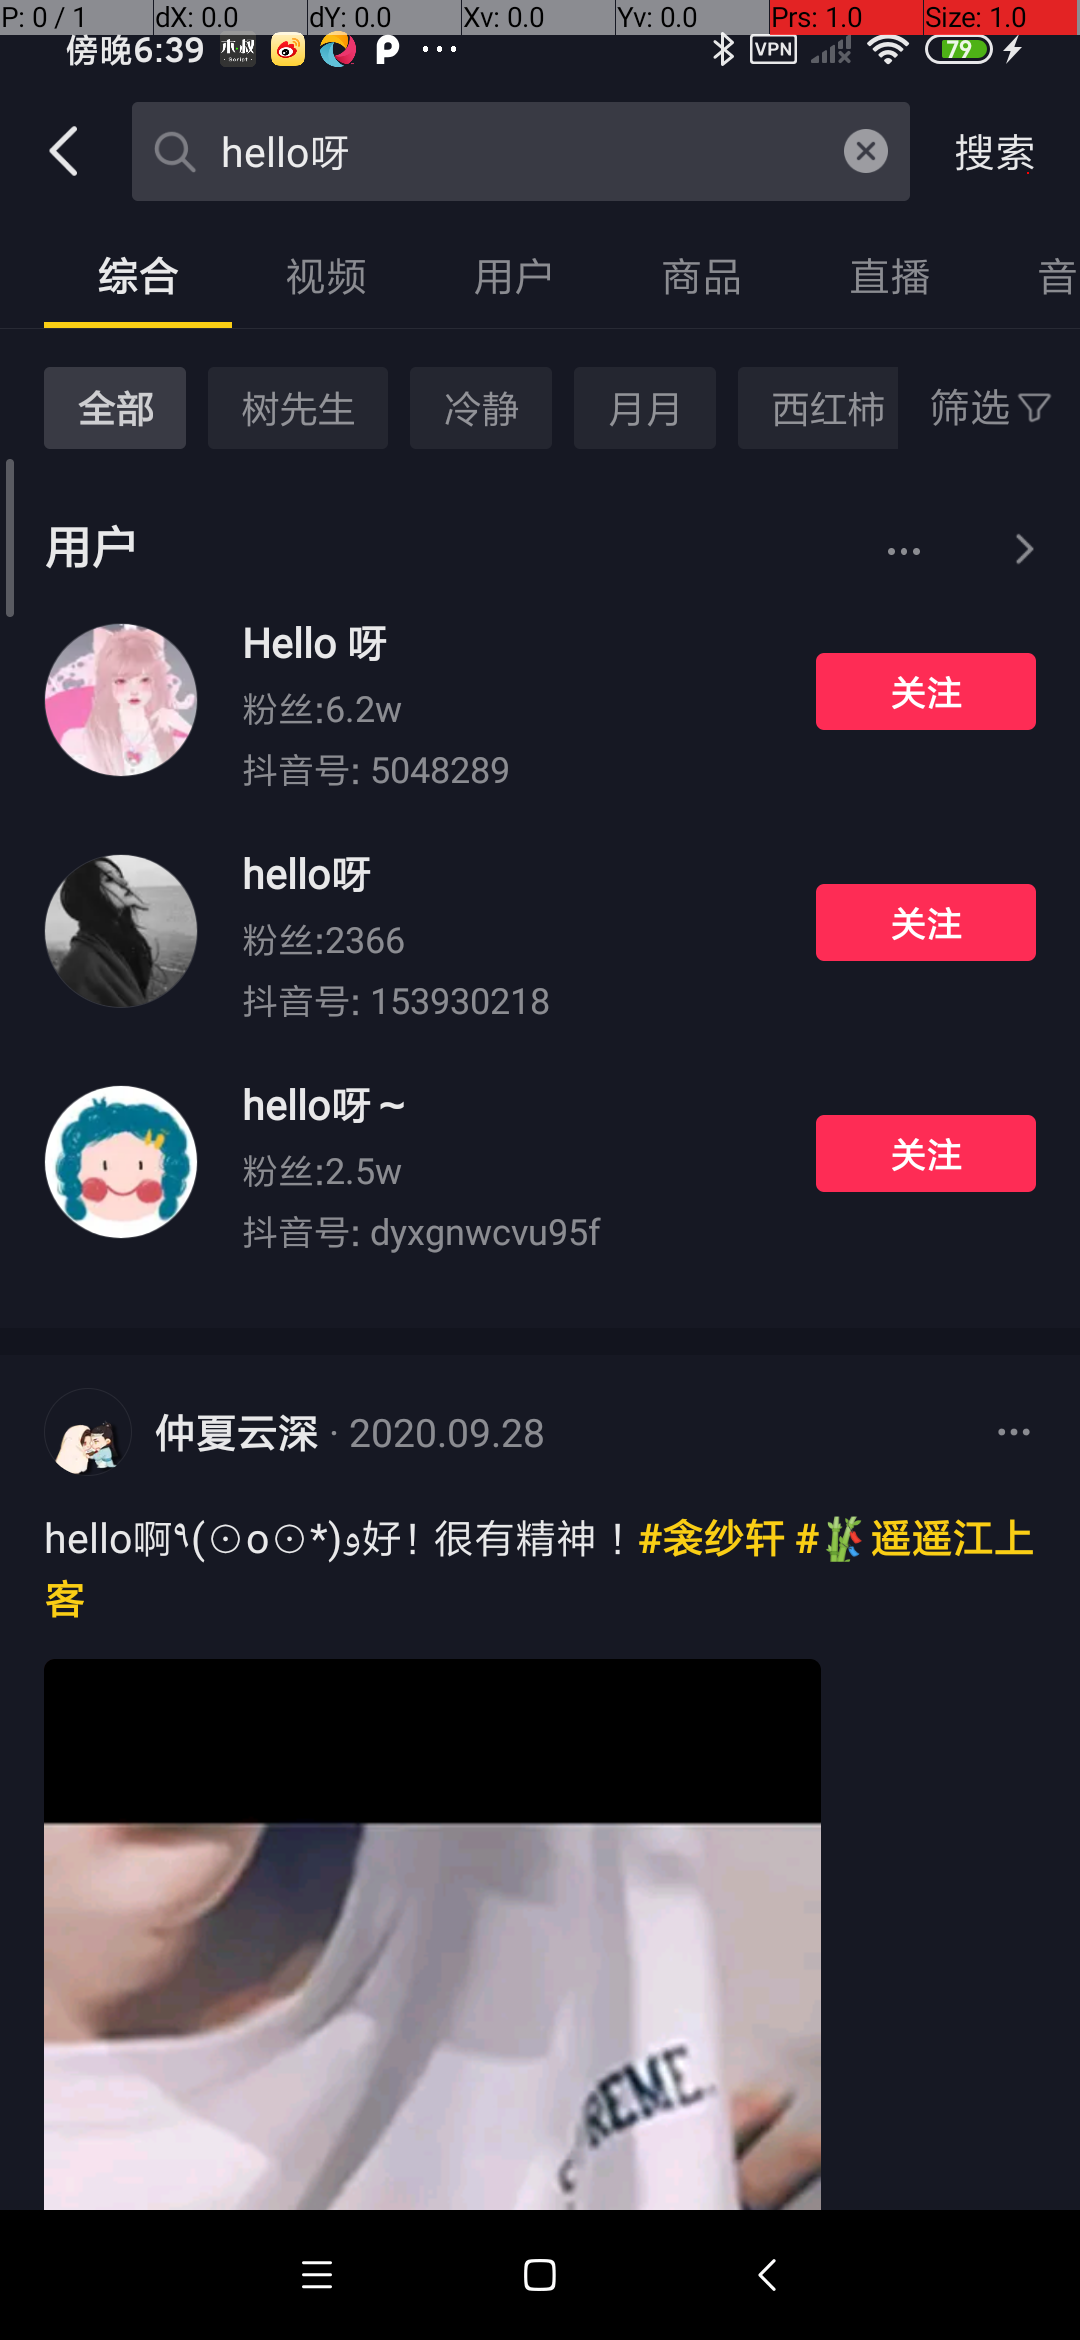 P: 0 / 1 dX: 0.0 dY: 0.0 Xv: 0.0 Yv: 0.0 Prs: 1.0 Size: 1.0
傍晚6:39 木叔 Script P ... VPN 79
hello呀 搜索
综合 视频 用户 商品 直播 音
全部 树先生 冷静 月月 西红柿 筛选
用户
Hello 呀
粉丝:6.2w
关注
抖音号: 5048289
hello呀
粉丝:2366
关注
抖音号: 153930218
hello呀～
粉丝:2.5w
关注
抖音号: dyxgnwcvu95f
仲夏云深 · 2020.09.28
hello啊٩(⊙o⊙*)و好！很有精神！#衾纱轩 #🎋遥遥江上
客
REME